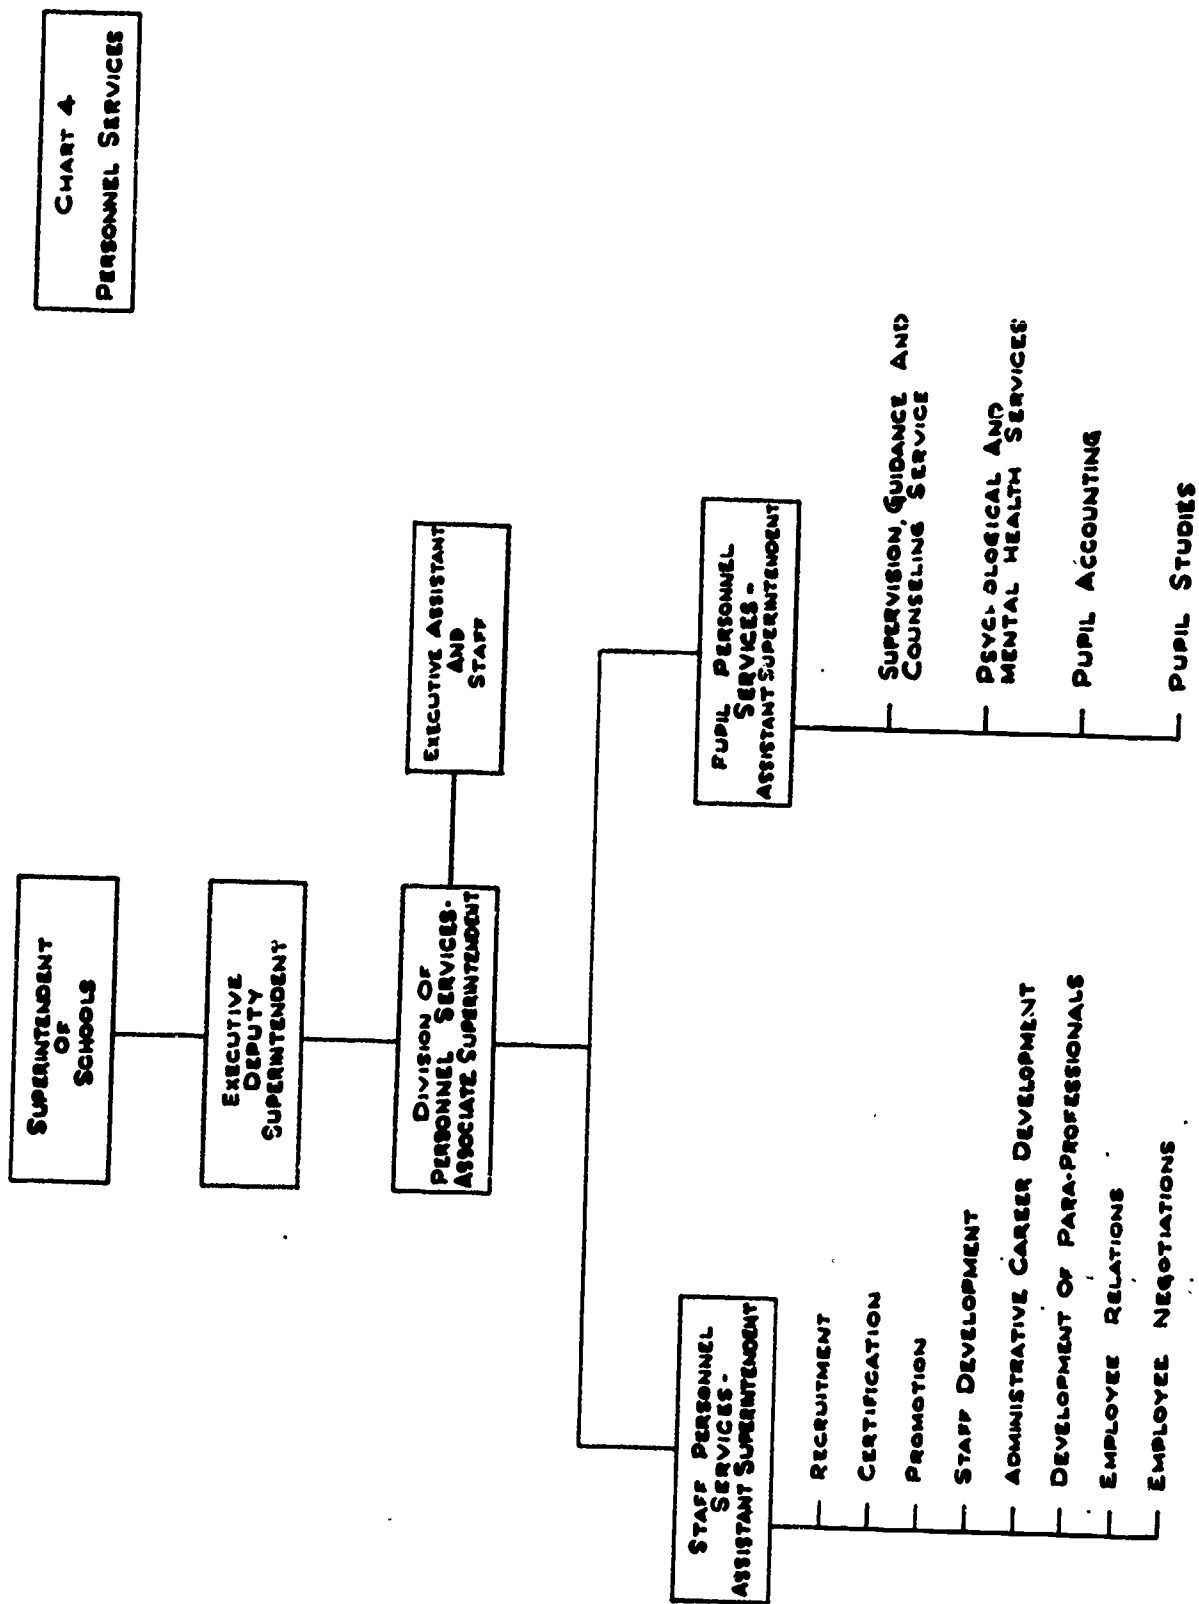 CHART 4
PERSONNEL SERVICES
SUPERINTENDENT
OF
SCHOOLS
EXECUTIVE
DEPUTY
SUPERINTENDENT
DIVISION OF
PERSONNEL SERVICES-
ASSOCIATE SUPERINTENDENT
EXECUTIVE ASSISTANT
AND
STAFF
STAFF PERSONNEL
SERVICES-
ASSISTANT SUPERINTENDENT
RECRUITMENT
CERTIFICATION
PROMOTION
STAFF DEVELOPMENT
ADMINISTRATIVE CAREER DEVELOPMENT
DEVELOPMENT OF PARA-PROFESSIONALS
EMPLOYEE RELATIONS
EMPLOYEE NEGOTIATIONS
PUPIL PERSONNEL
SERVICES-
ASSISTANT SUPERINTENDENT
SUPERVISION, GUIDANCE AND
COUNSELING SERVICE
PSYCHOLOGICAL AND
MENTAL HEALTH SERVICES
PUPIL ACCOUNTING
PUPIL STUDIES